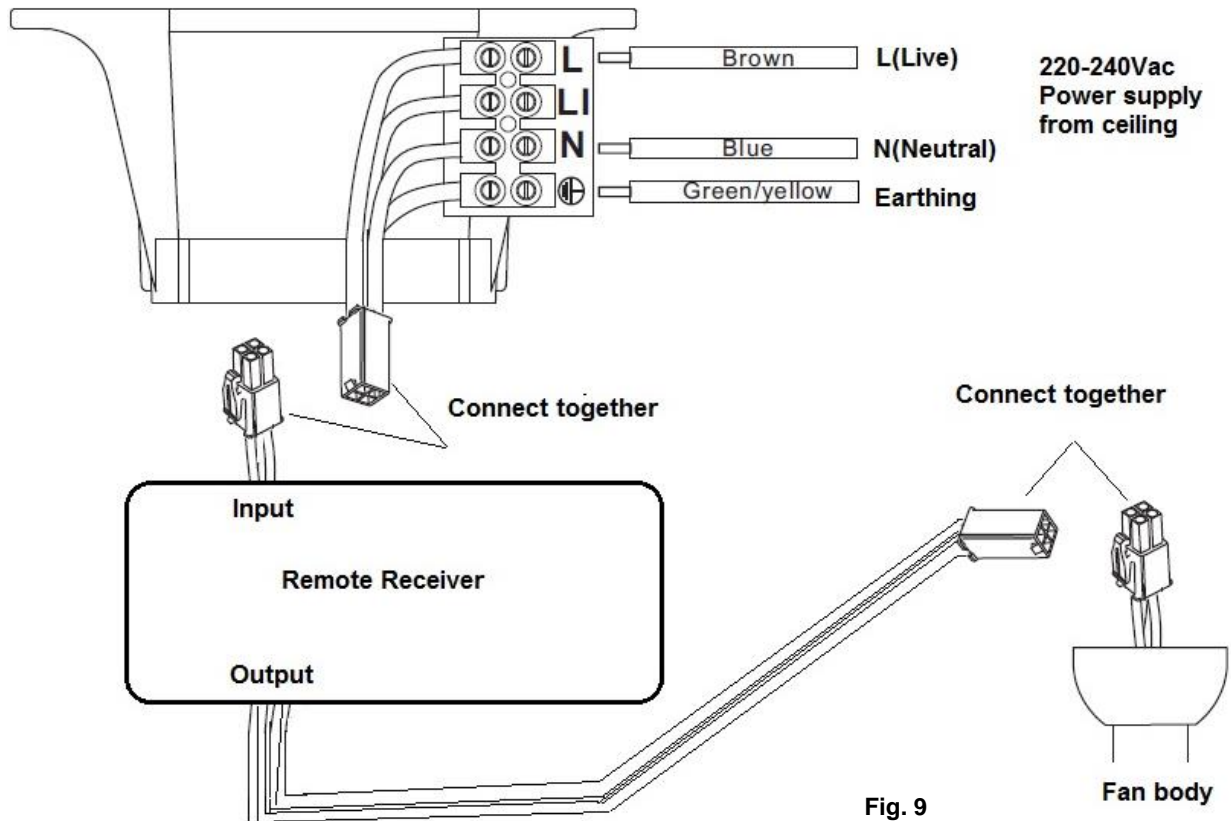 L
Brown
L(Live)
220-240Vac
Power supply
from ceiling
LI
N
Blue
N(Neutral)
Green/yellow
Earthing
Connect together
Connect together
Input
Remote Receiver
Output
Fan body
Fig. 9